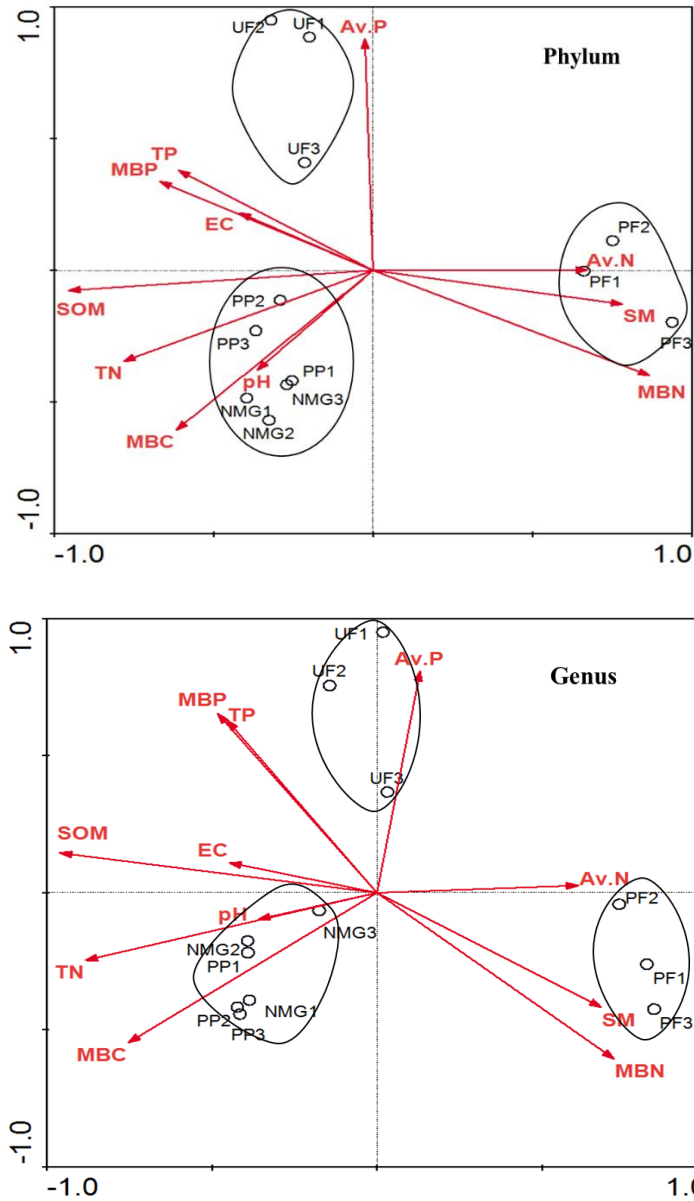 1.0
UF2
UF1
Av.P
Phylum
UF3
TP
MBP
EC
PF2
Av.N
PF1
SOM
PP2
SM
PF3
PP3
TN
PP1
pH
MBN
NMG3
NMG1
MBC
NMG2
-1.0
-1.0
1.0
1.0
UF1
Av.P
UF2
Genus
MBP
TP
UF3
SOM
EC
Av.N
PF2
pH
NMG3
NMG2
PP1
TN
PF1
NMG1
PP2
SM
PF3
PP3
MBC
MBN
-1.0
-1.0
1.0